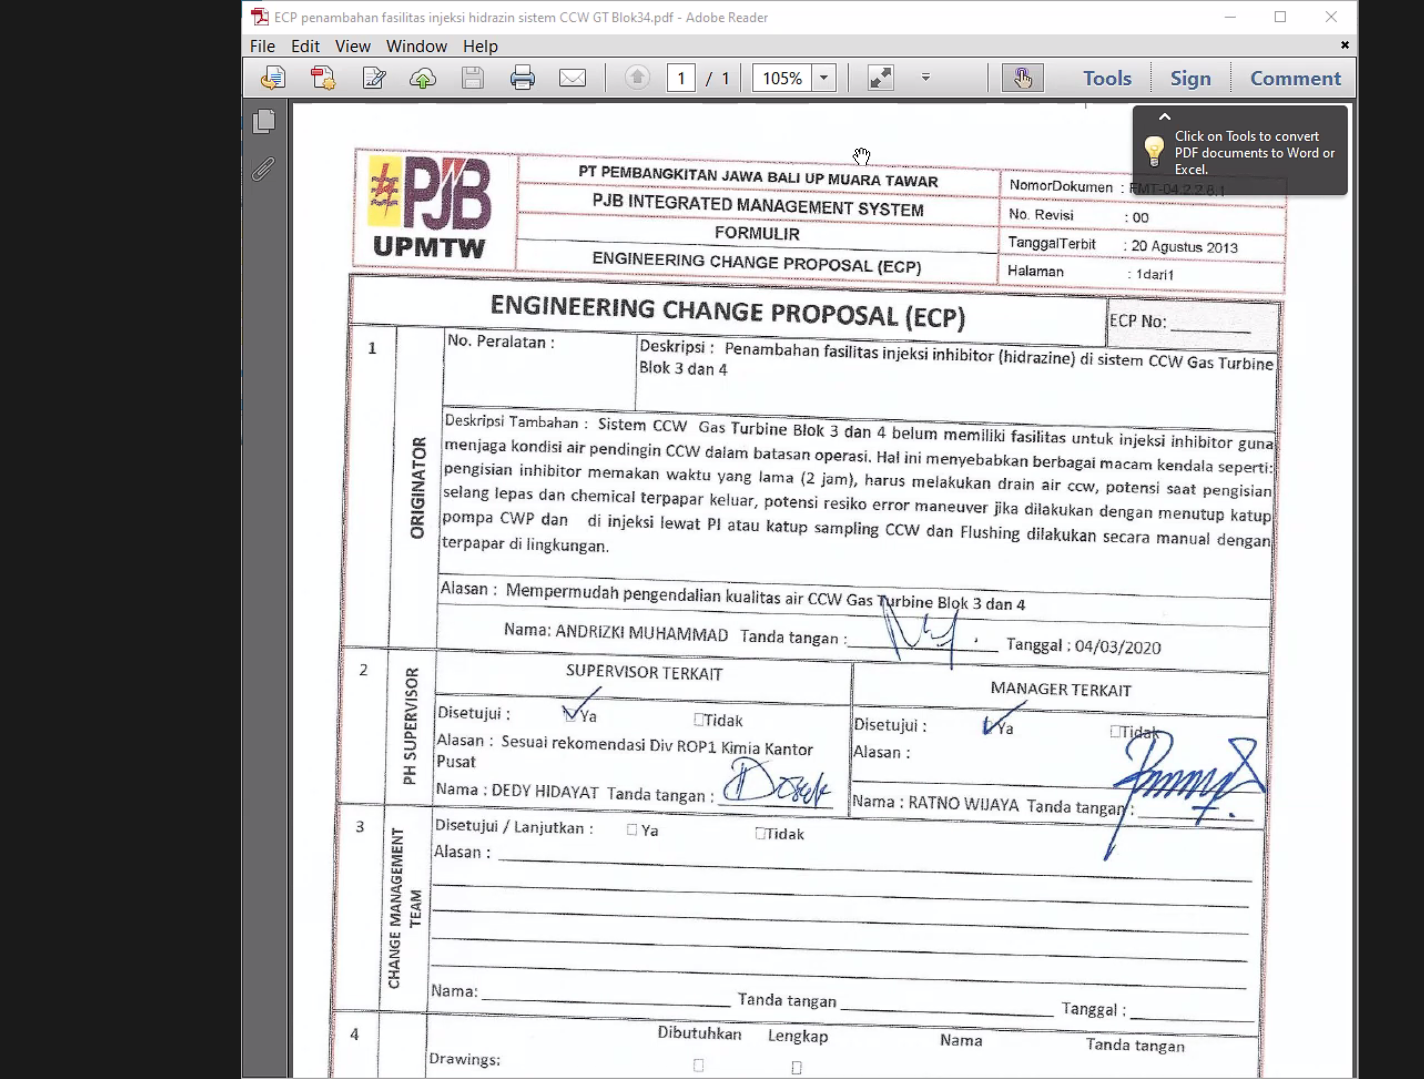 ECP penambahan fasilitas injeksi hidrazin sistem CCW GT Blok34.pdf - Adobe Reader
File Edit View Window Help
1 / 1 105% Tools Sign Comment
Click on Tools to convert
PDF documents to Word or
Excel.
PJB
UPMTW
PT PEMBANGKITAN JAWA BALI UP MUARA TAWAR
PJB INTEGRATED MANAGEMENT SYSTEM
FORMULIR
ENGINEERING CHANGE PROPOSAL (ECP)
NomorDokumen : FMT-04.2.2.8.1
No. Revisi : 00
TanggalTerbit : 20 Agustus 2013
Halaman : 1dari1
ENGINEERING CHANGE PROPOSAL (ECP)
ECP No:
1
ORIGINATOR
No. Peralatan :
Deskripsi : Penambahan fasilitas injeksi inhibitor (hidrazine) di sistem CCW Gas Turbine
Blok 3 dan 4
Deskripsi Tambahan : Sistem CCW Gas Turbine Blok 3 dan 4 belum memiliki fasilitas untuk injeksi inhibitor guna
menjaga kondisi air pendingin CCW dalam batasan operasi. Hal ini menyebabkan berbagai macam kendala seperti:
pengisian inhibitor memakan waktu yang lama (2 jam), harus melakukan drain air ccw, potensi saat pengisian
selang lepas dan chemical terpapar keluar, potensi resiko error maneuver jika dilakukan dengan menutup katup
pompa CWP dan di injeksi lewat PI atau katup sampling CCW dan Flushing dilakukan secara manual dengan
terpapar di lingkungan.
Alasan : Mempermudah pengendalian kualitas air CCW Gas Turbine Blok 3 dan 4
Nama: ANDRIZKI MUHAMMAD Tanda tangan : Tanggal : 04/03/2020
2
PH SUPERVISOR
SUPERVISOR TERKAIT
Disetujui : Ya Tidak
Alasan : Sesuai rekomendasi Div ROP1 Kimia Kantor
Pusat
Nama : DEDY HIDAYAT Tanda tangan :
MANAGER TERKAIT
Disetujui : Ya Tidak
Alasan :
Nama : RATNO WIJAYA Tanda tangan :
3
CHANGE MANAGEMENT
TEAM
Disetujui / Lanjutkan : Ya Tidak
Alasan :
Nama: Tanda tangan Tanggal :
4
Dibutuhkan Lengkap Nama Tanda tangan
Drawings: